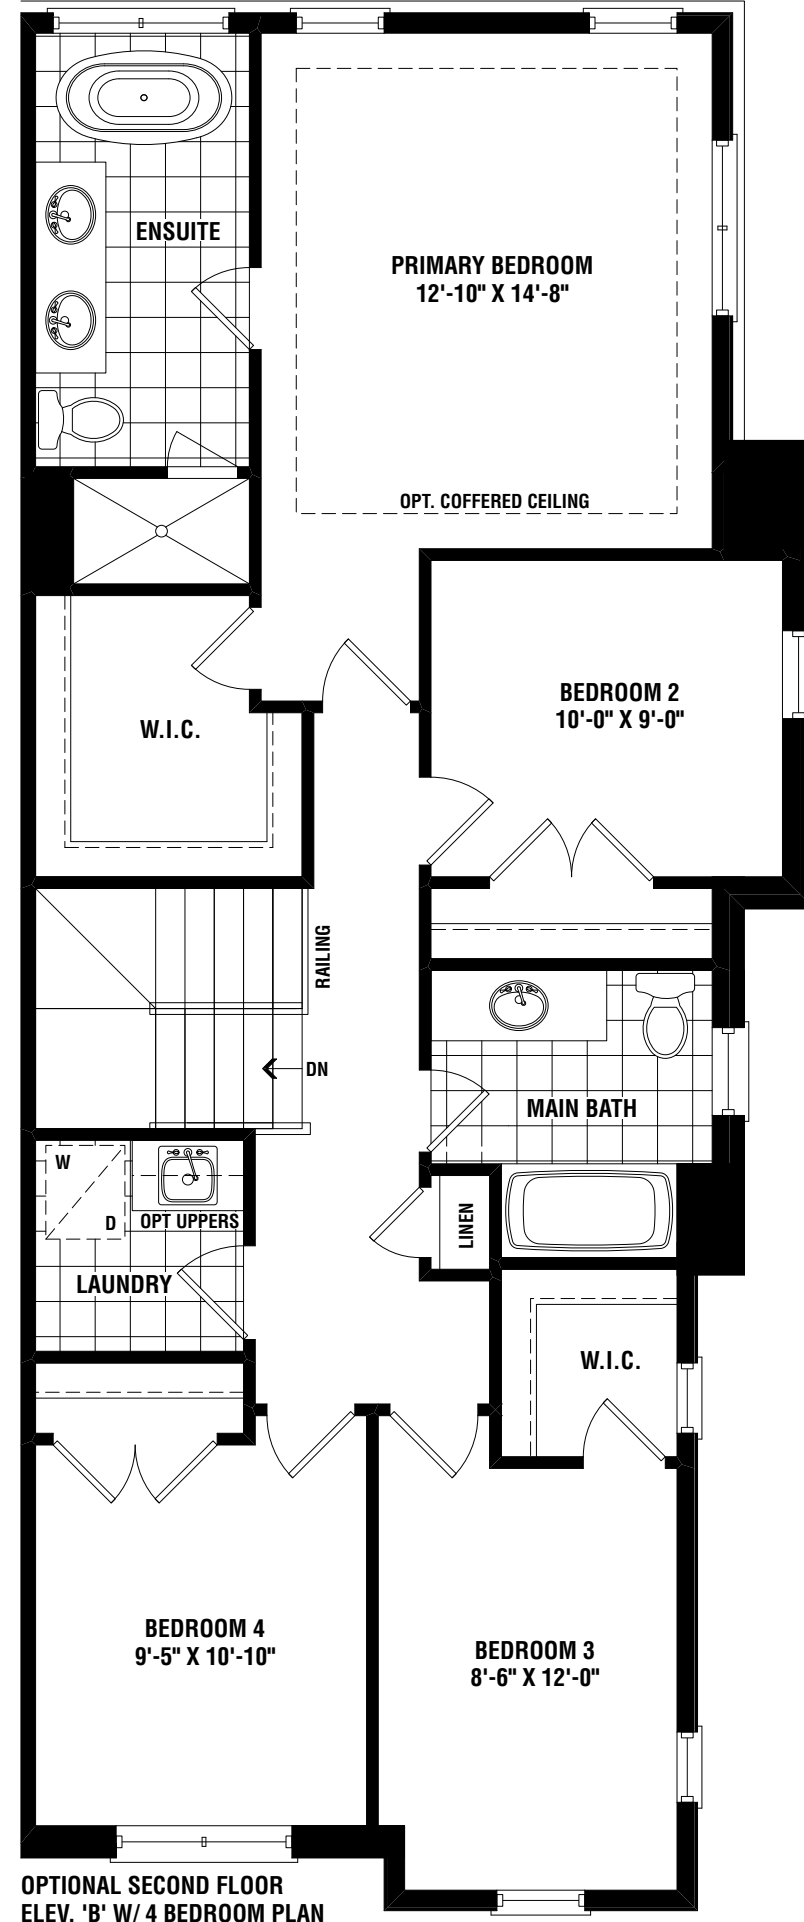 ENSUITE
PRIMARY BEDROOM
12'-10" X 14'-8"
OPT. COFFERED CEILING
BEDROOM 2
10'-0" X 9'-0"
W.I.C.
RAILING
DN
MAIN BATH
W
D
OPT UPPERS
LINEN
LAUNDRY
W.I.C.
BEDROOM 4
9'-5" X 10'-10"
BEDROOM 3
8'-6" X 12'-0"
OPTIONAL SECOND FLOOR
ELEV. 'B' W/ 4 BEDROOM PLAN